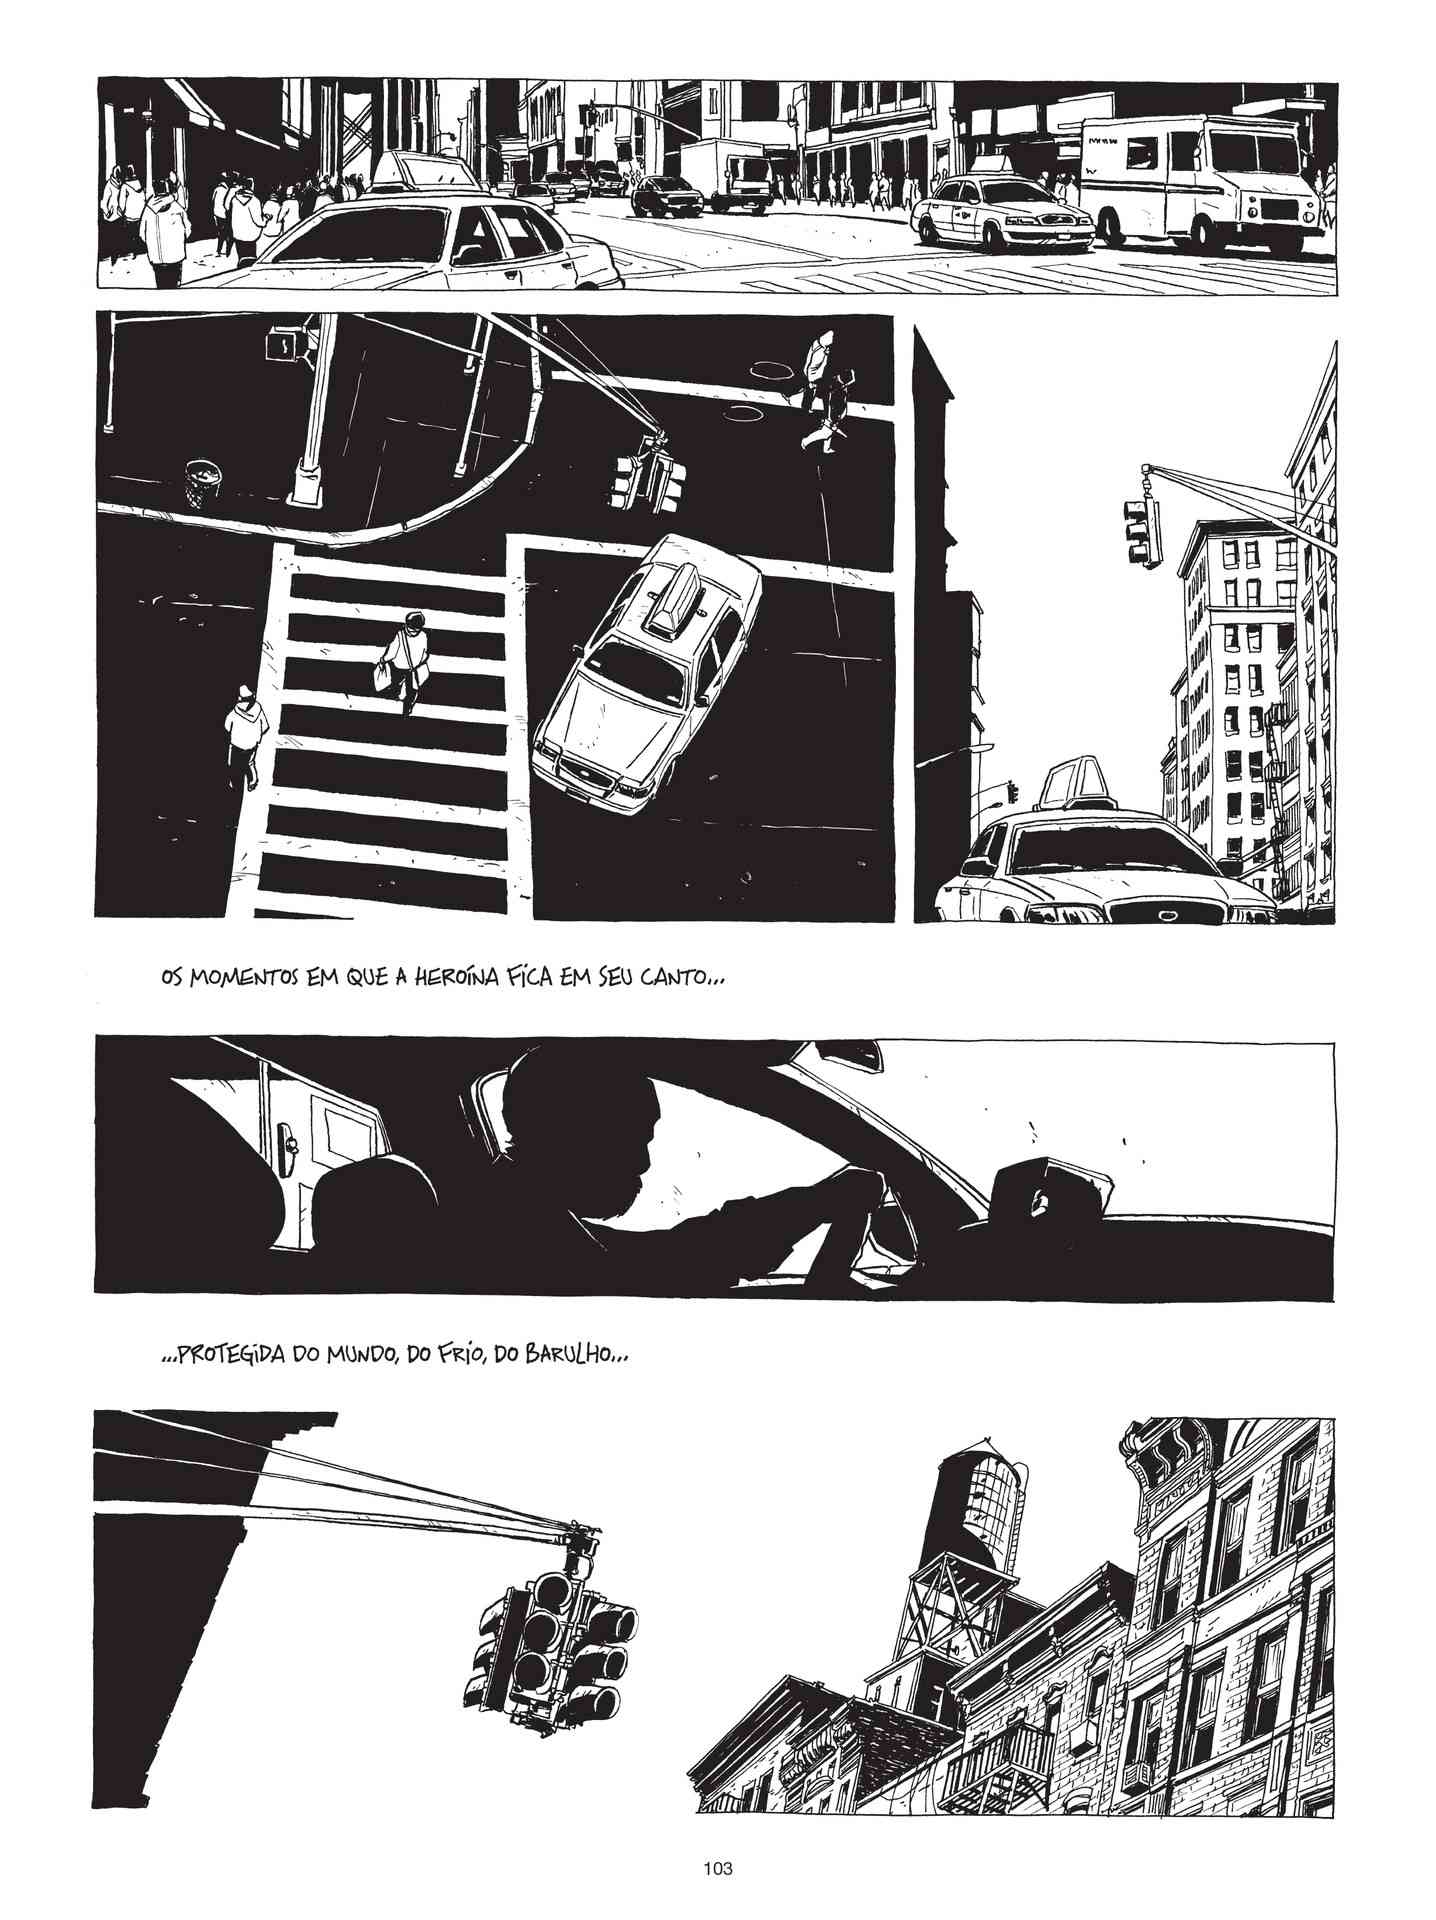 OS MOMENTOS EM QUE A HEROÍNA FICA EM SEU CANTO...
...PROTEGIDA DO MUNDO, DO FRIO, DO BARULHO...
103